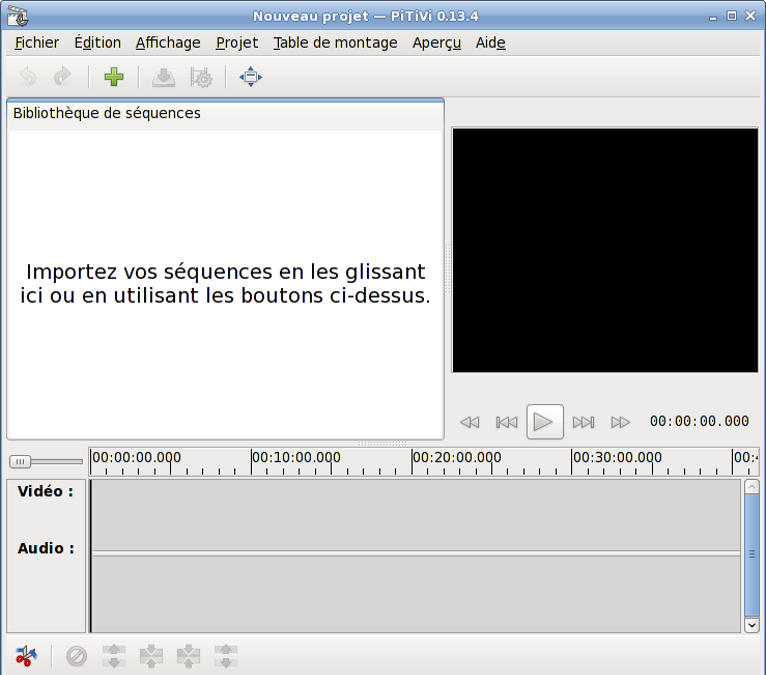 Nouveau projet — PiTiVi 0.13.4
Fichier Édition Affichage Projet Table de montage Aperçu Aide
Bibliothèque de séquences
Importez vos séquences en les glissant
ici ou en utilisant les boutons ci-dessus.
00:00:00.000
00:00:00.000 00:10:00.000 00:20:00.000 00:30:00.000 00:4
Vidéo :
Audio :